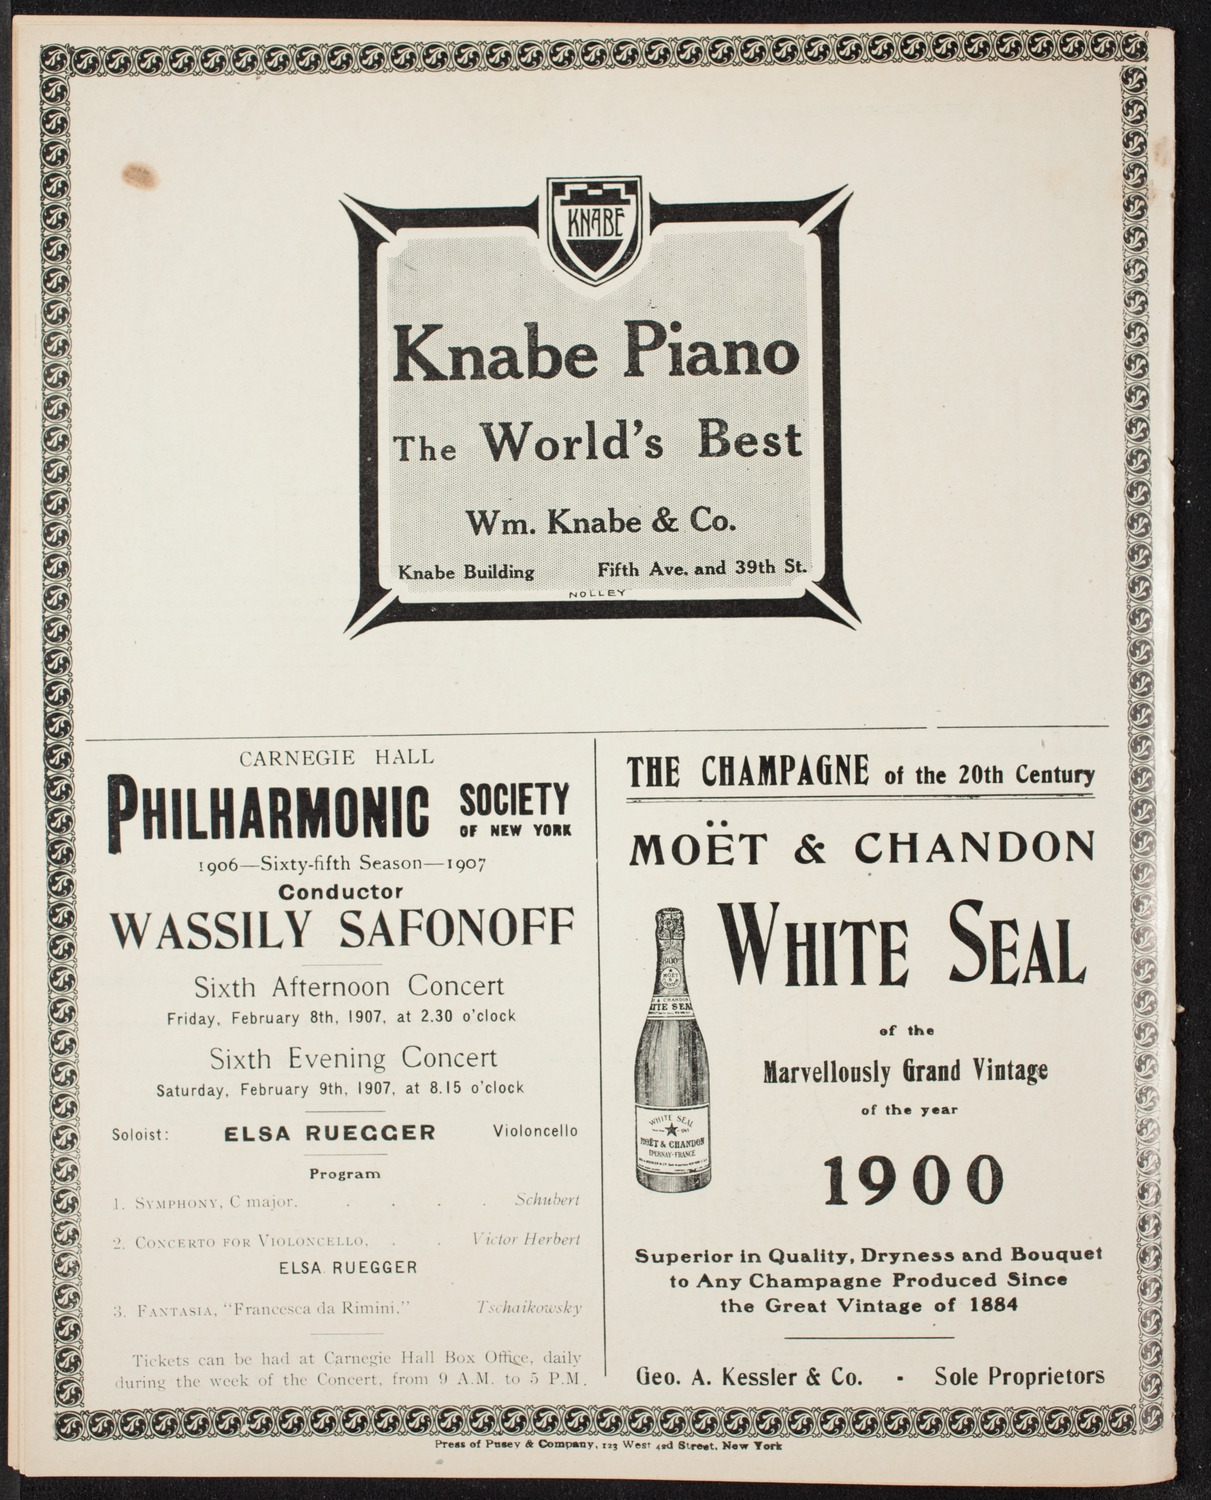 KNABE
Knabe Piano
The World's Best
Wm. Knabe & Co.
Knabe Building Fifth Ave. and 39th St.
NOLLEY
CARNEGIE HALL
PHILHARMONIC SOCIETY
OF NEW YORK
1906—Sixty-fifth Season—1907
Conductor
WASSILY SAFONOFF
Sixth Afternoon Concert
Friday, February 8th, 1907, at 2.30 o'clock
Sixth Evening Concert
Saturday, February 9th, 1907, at 8.15 o'clock
Soloist: ELSA RUEGGER Violoncello
Program
1. SYMPHONY, C major, . . . . Schubert
2. CONCERTO FOR VIOLONCELLO, . . Victor Herbert
ELSA RUEGGER
3. FANTASIA, "Francesca da Rimini," Tschaikowsky
Tickets can be had at Carnegie Hall Box Office, daily
during the week of the Concert, from 9 A.M. to 5 P.M.
THE CHAMPAGNE of the 20th Century
MOËT & CHANDON
WHITE SEAL
of the
Marvellously Grand Vintage
of the year
1900
WHITE SEAL
MOËT & CHANDON
EPERNAY-FRANCE
Superior in Quality, Dryness and Bouquet
to Any Champagne Produced Since
the Great Vintage of 1884
Geo. A. Kessler & Co. - Sole Proprietors
Press of Pusey & Company, 123 West 42d Street, New York